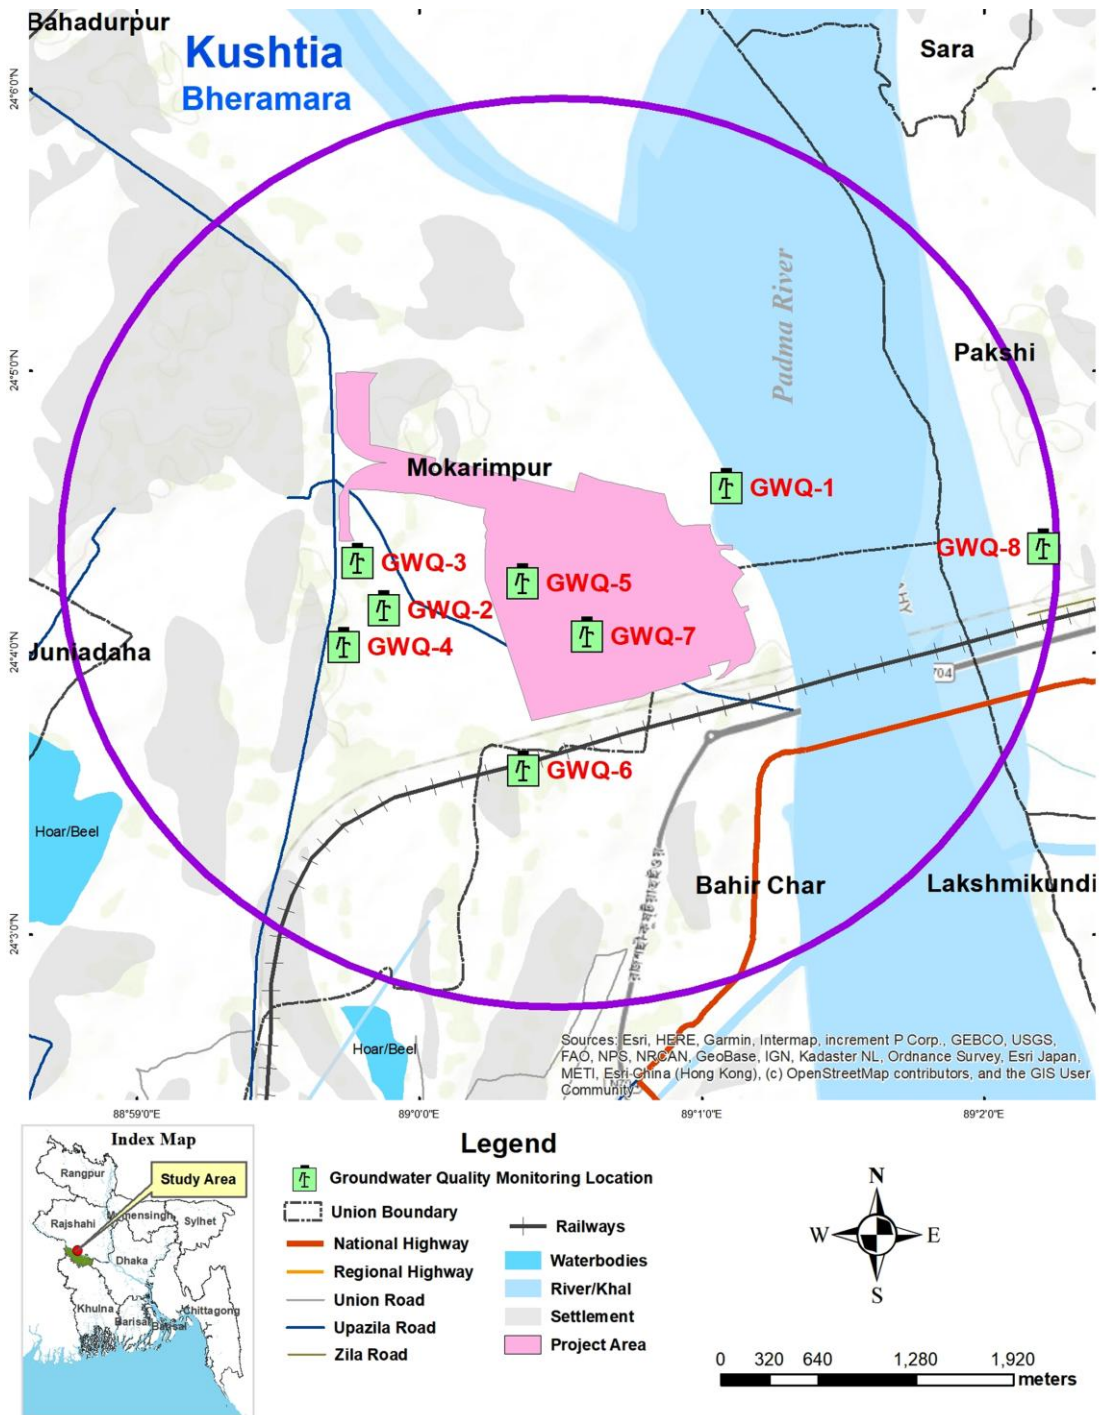 Bahadurpur
Kushtia
Bheramara
Sara
24°6'0"N
Padma River
Pakshi
24°5'0"N
Mokarimpur
GWQ-1
GWQ-8
GWQ-3
GWQ-5
GWQ-2
GWQ-7
GWQ-4
24°4'0"N
Juniadaha
704
GWQ-6
Hoar/Beel
Bahir Char
Lakshmikundi
24°3'0"N
Hoar/Beel
Sources: Esri, HERE, Garmin, Intermap, increment P Corp., GEBCO, USGS,
FAO, NPS, NRCAN, GeoBase, IGN, Kadaster NL, Ordnance Survey, Esri Japan,
METI, Esri China (Hong Kong), (c) OpenStreetMap contributors, and the GIS User
Community
88°59'0"E
89°0'0"E
89°1'0"E
89°2'0"E
Index Map
Study Area
Rangpur
Rajshahi
Sylhet
Dhaka
Khulna
Barisal
Chittagong
Legend
Groundwater Quality Monitoring Location
Union Boundary
National Highway
Regional Highway
Union Road
Upazila Road
Zila Road
Railways
Waterbodies
River/Khal
Settlement
Project Area
N
W
E
S
0 320 640 1,280 1,920
meters